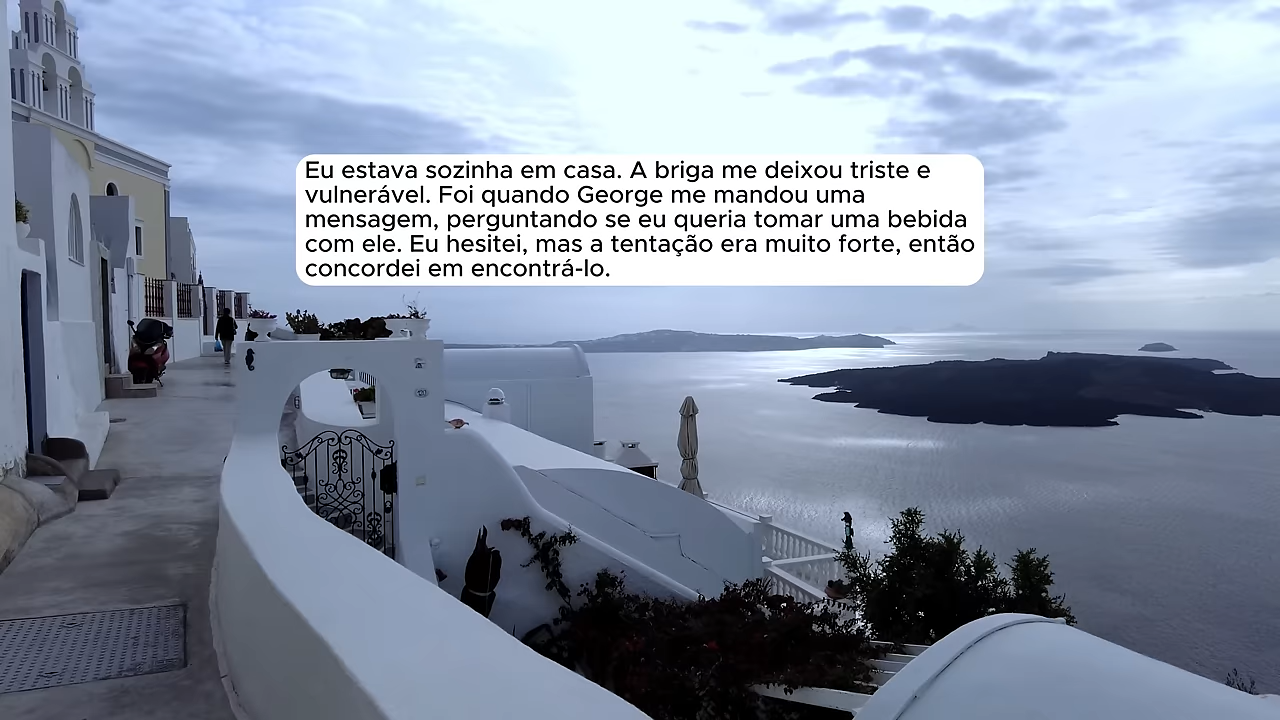 Eu estava sozinha em casa. A briga me deixou triste e
vulnerável. Foi quando George me mandou uma
mensagem, perguntando se eu queria tomar uma bebida
com ele. Eu hesitei, mas a tentação era muito forte, então
concordei em encontrá-lo.